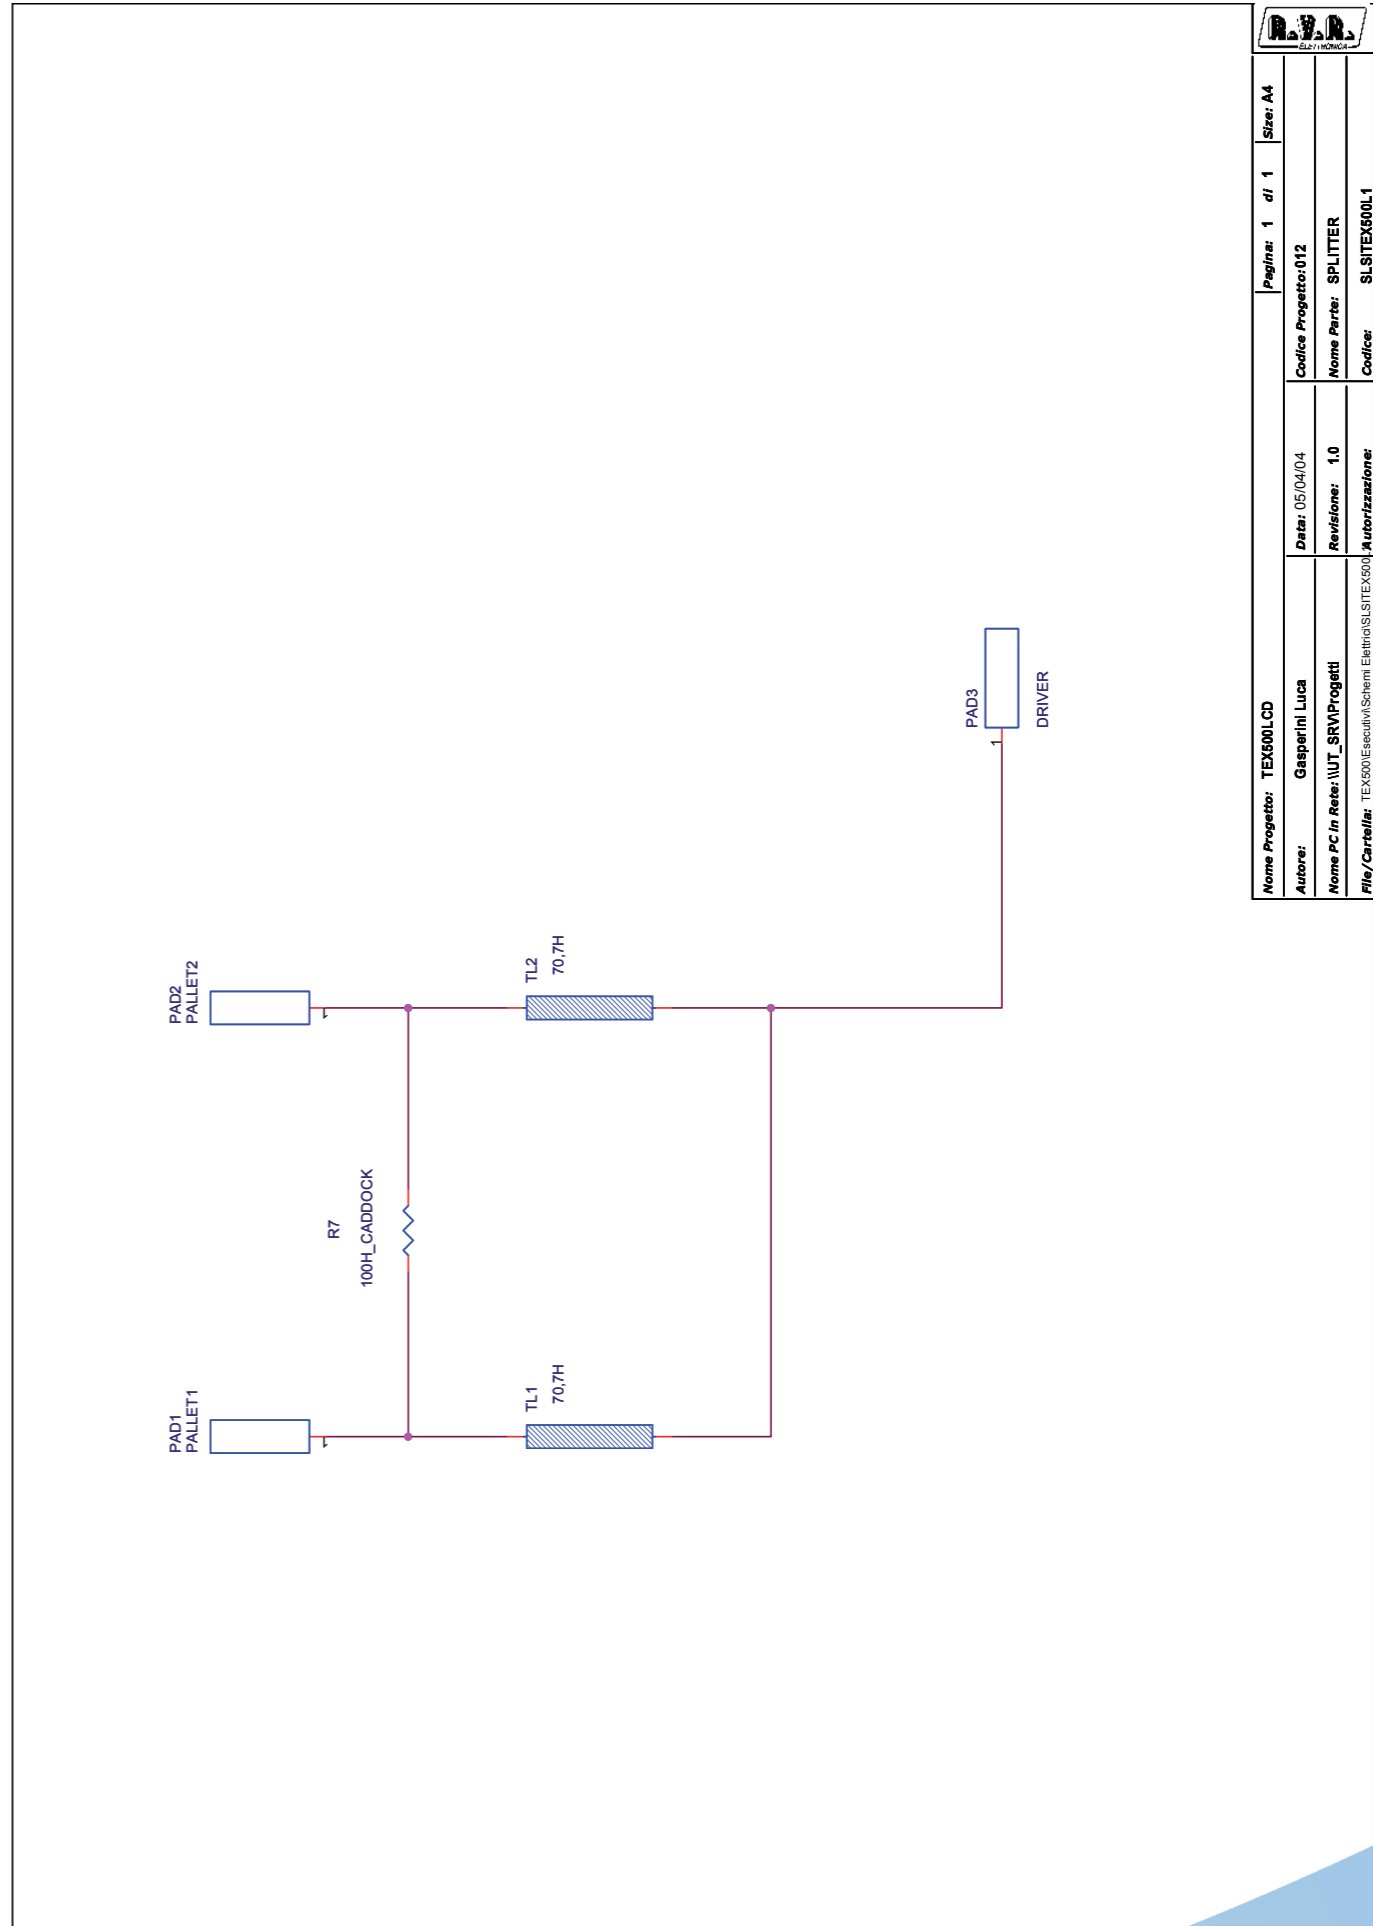 PAD1
PALLET1
1
PAD2
PALLET2
1
R7
100H_CADDOCK
TL1
70,7H
TL2
70,7H
PAD3
1
DRIVER
Nome Progetto: TEX500LCD Pagina: 1 di 1 Size: A4
Autore: Gasperini Luca Data: 05/04/04 Codice Progetto:012
Nome PC in Rete: \\UT_SRV\Progetti Revisione: 1.0 Nome Parte: SPLITTER
File/Cartella: TEX500\Esecutivi\Schemi Elettrici\SLSITEX500L1 Autorizzazione: Codice: SLSITEX500L1
R.V.R.
ELETTRONICA